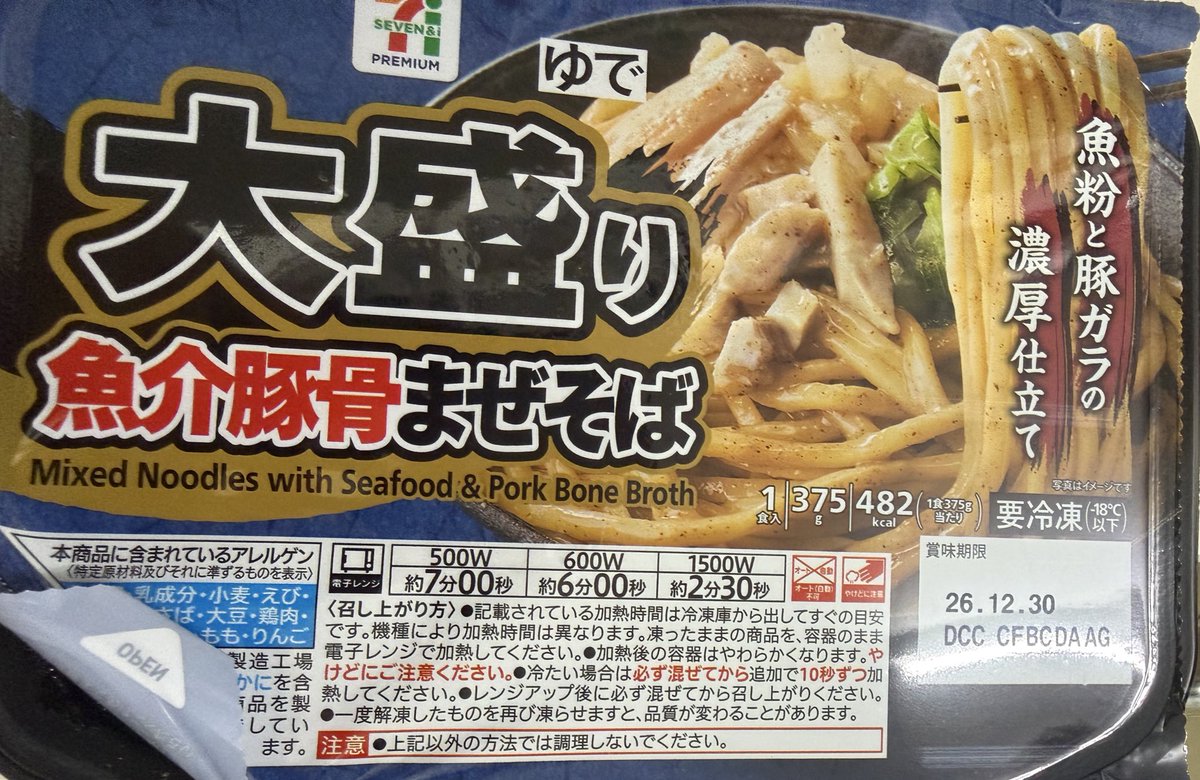 SEVEN&i
PREMIUM
ゆで
大盛り
魚介豚骨まぜそば
Mixed Noodles with Seafood & Pork Bone Broth
魚粉と豚ガラの
濃厚仕立て
写真はイメージです
1食入 375g 482kcal (1食375g当たり) 要冷凍(-18℃以下)
本商品に含まれているアレルゲン
〈特定原材料及びそれに準ずるものを表示〉
乳成分・小麦・えび・
さば・大豆・鶏肉・
もも・りんご
製造工場
かにを含
商品を製
してい
ます。
OPEN
電子レンジ
500W 600W 1500W
約7分00秒 約6分00秒 約2分30秒
オート(自動)不可
やけどに注意
〈召し上がり方〉●記載されている加熱時間は冷凍庫から出してすぐの目安
です。機種により加熱時間は異なります。凍ったままの商品を、容器のまま
電子レンジで加熱してください。●加熱後の容器はやわらかくなります。や
けどにご注意ください。●冷たい場合は必ず混ぜてから追加で10秒ずつ加
熱してください。●レンジアップ後に必ず混ぜてから召し上がりください。
●一度解凍したものを再び凍らせますと、品質が変わることがあります。
注意 ●上記以外の方法では調理しないでください。
賞味期限
26.12.30
DCC CFBCDAAG